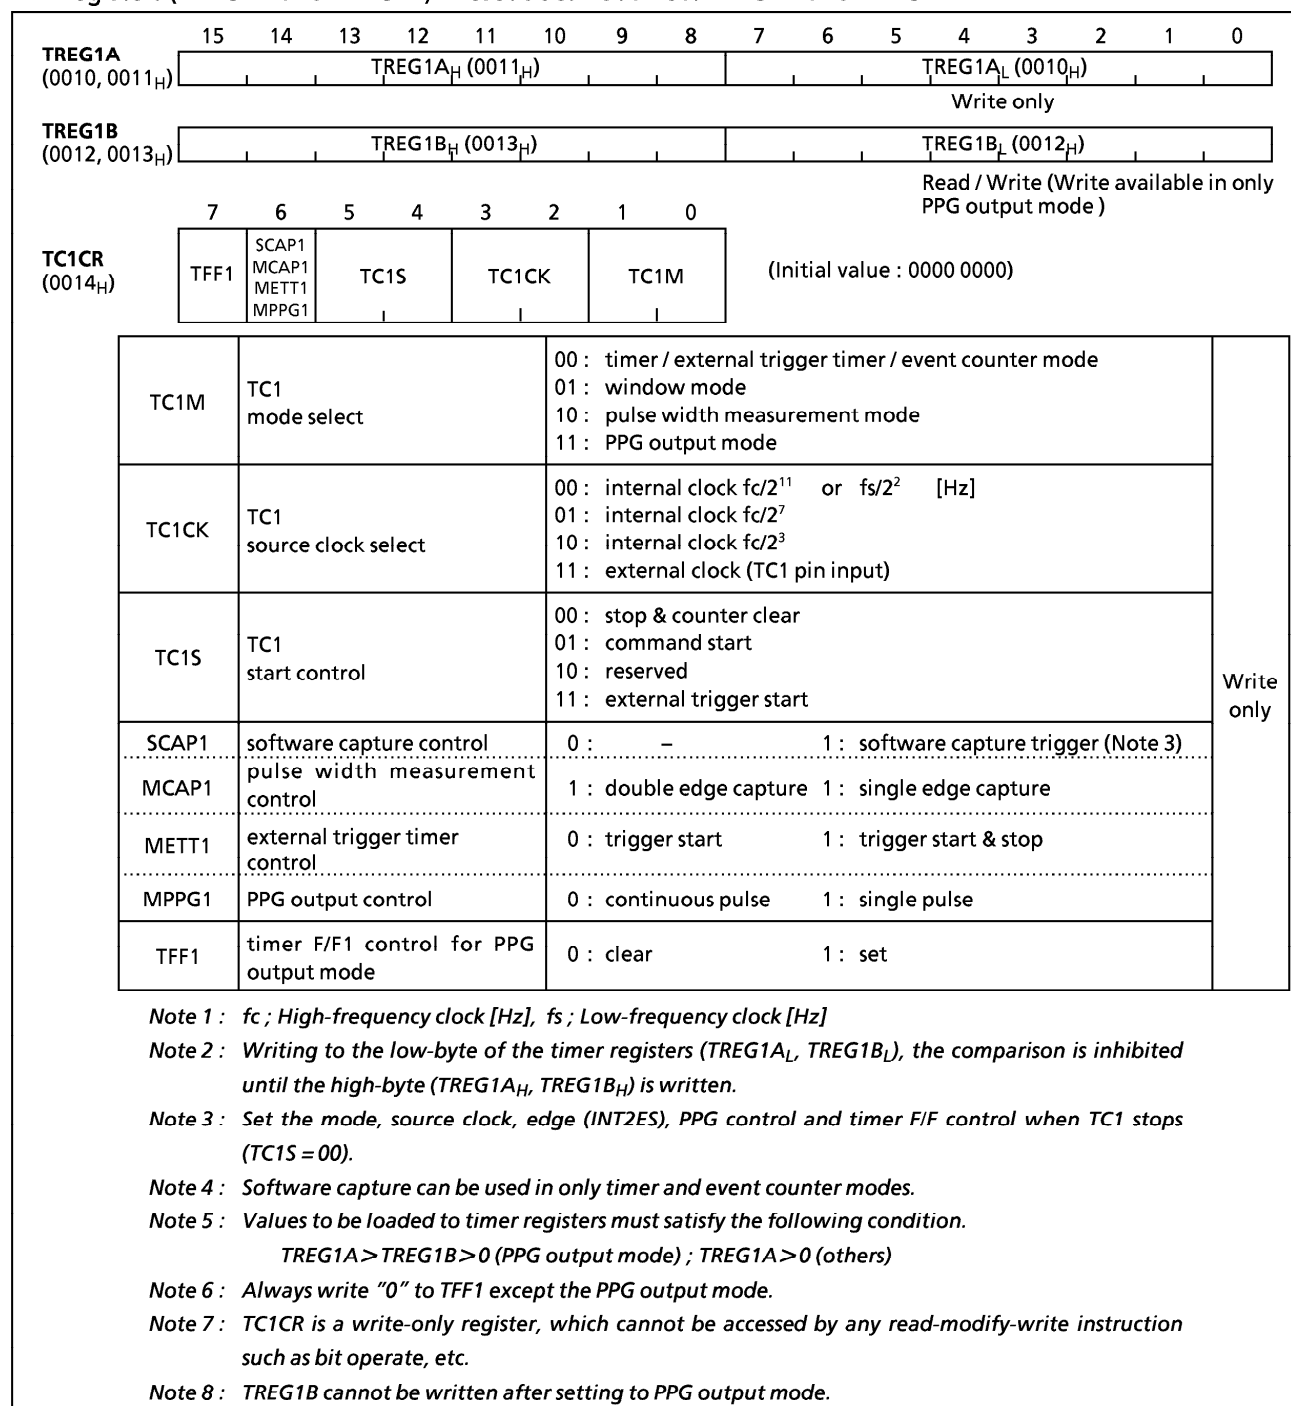 15 14 13 12 11 10 9 8 7 6 5 4 3 2 1 0
TREG1A
(0010, 0011H)
TREG1AH (0011H) TREG1AL (0010H)
Write only
TREG1B
(0012, 0013H)
TREG1BH (0013H) TREG1BL (0012H)
Read / Write (Write available in only
PPG output mode )
7 6 5 4 3 2 1 0
TC1CR
(0014H)
TFF1
SCAP1
MCAP1
METT1
MPPG1
TC1S TC1CK TC1M (Initial value : 0000 0000)
TC1M
TC1
mode select
00 : timer / external trigger timer / event counter mode
01 : window mode
10 : pulse width measurement mode
11 : PPG output mode
TC1CK
TC1
source clock select
00 : internal clock fc/2¹¹ or fs/2² [Hz]
01 : internal clock fc/2⁷
10 : internal clock fc/2³
11 : external clock (TC1 pin input)
TC1S
TC1
start control
00 : stop & counter clear
01 : command start
10 : reserved
11 : external trigger start
Write
only
SCAP1 software capture control 0 : – 1 : software capture trigger (Note 3)
MCAP1
pulse width measurement
control
1 : double edge capture 1 : single edge capture
METT1
external trigger timer
control
0 : trigger start 1 : trigger start & stop
MPPG1 PPG output control 0 : continuous pulse 1 : single pulse
TFF1
timer F/F1 control for PPG
output mode
0 : clear 1 : set
Note 1 : fc ; High-frequency clock [Hz], fs ; Low-frequency clock [Hz]
Note 2 : Writing to the low-byte of the timer registers (TREG1AL, TREG1BL), the comparison is inhibited
until the high-byte (TREG1AH, TREG1BH) is written.
Note 3 : Set the mode, source clock, edge (INT2ES), PPG control and timer F/F control when TC1 stops
(TC1S = 00).
Note 4 : Software capture can be used in only timer and event counter modes.
Note 5 : Values to be loaded to timer registers must satisfy the following condition.
TREG1A > TREG1B > 0 (PPG output mode) ; TREG1A > 0 (others)
Note 6 : Always write "0" to TFF1 except the PPG output mode.
Note 7 : TC1CR is a write-only register, which cannot be accessed by any read-modify-write instruction
such as bit operate, etc.
Note 8 : TREG1B cannot be written after setting to PPG output mode.